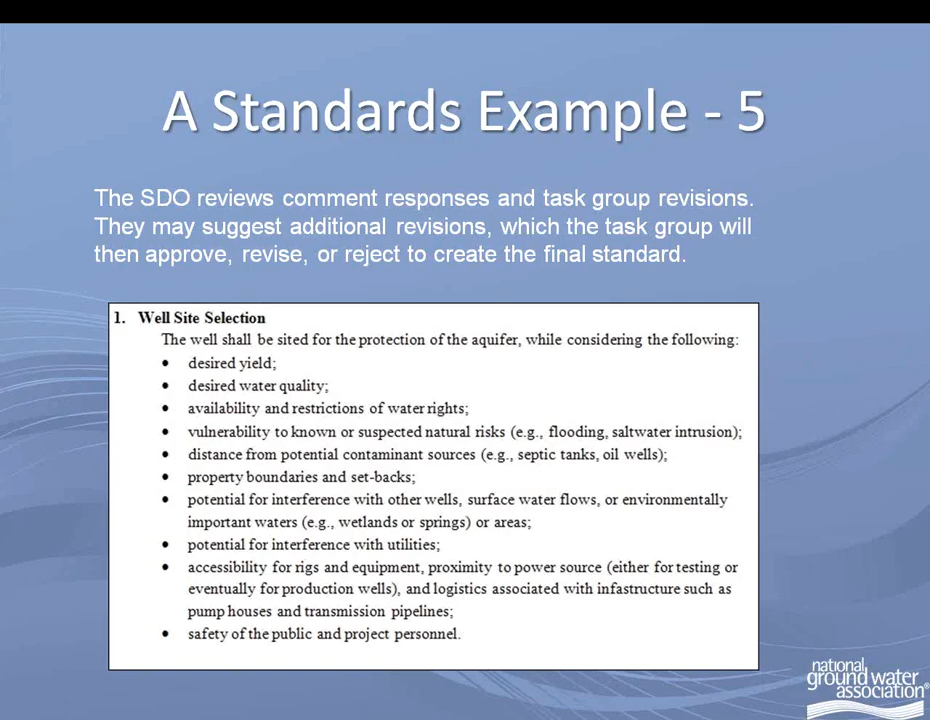 A Standards Example - 5
The SDO reviews comment responses and task group revisions.
They may suggest additional revisions, which the task group will
then approve, revise, or reject to create the final standard.
1. Well Site Selection
The well shall be sited for the protection of the aquifer, while considering the following:
• desired yield;
• desired water quality;
• availability and restrictions of water rights;
• vulnerability to known or suspected natural risks (e.g., flooding, saltwater intrusion);
• distance from potential contaminant sources (e.g., septic tanks, oil wells);
• property boundaries and set-backs;
• potential for interference with other wells, surface water flows, or environmentally
important waters (e.g., wetlands or springs) or areas;
• potential for interference with utilities;
• accessibility for rigs and equipment, proximity to power source (either for testing or
eventually for production wells), and logistics associated with infastructure such as
pump houses and transmission pipelines;
• safety of the public and project personnel.
national
ground water
association®